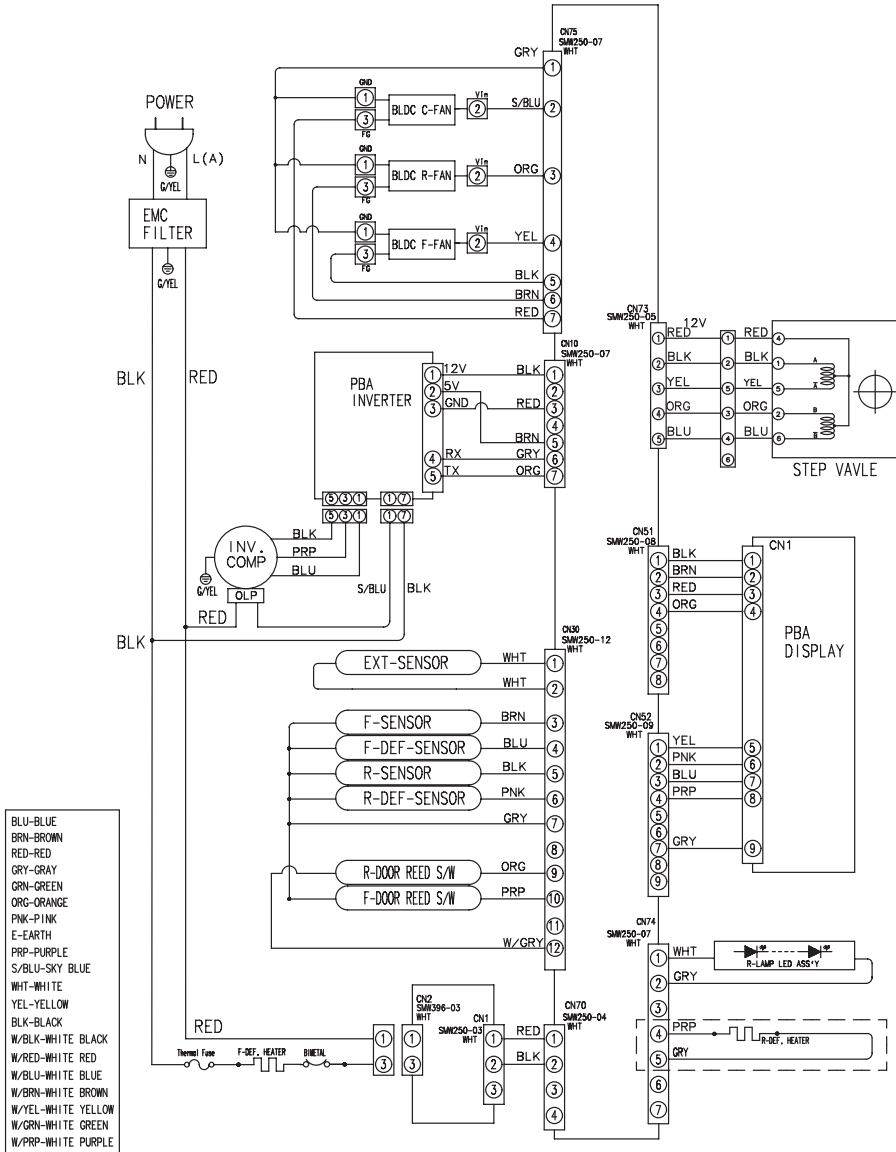 POWER
N
L(A)
G/YEL
EMC
FILTER
G/YEL
BLK
RED
CN75
SMW250-07
WHT
GRY
1
GND
1
BLDC C-FAN
Vin
2
S/BLU
2
3
FG
GND
1
BLDC R-FAN
Vin
2
ORG
3
3
FG
GND
1
BLDC F-FAN
Vin
2
YEL
4
3
FG
BLK
5
BRN
6
RED
7
CN10
SMW250-07
WHT
PBA
INVERTER
1 12V BLK 1
2 5V 2
3 GND RED 3
4
BRN 5
4 RX GRY 6
5 TX ORG 7
5 3 1 1 7
5 3 1 1 7
INV.
COMP
BLK
PRP
BLU
G/YEL
OLP
S/BLU
BLK
RED
BLK
CN30
SMW250-12
WHT
EXT-SENSOR WHT 1
WHT 2
F-SENSOR BRN 3
F-DEF-SENSOR BLU 4
R-SENSOR BLK 5
R-DEF-SENSOR PNK 6
GRY 7
8
R-DOOR REED S/W ORG 9
F-DOOR REED S/W PRP 10
11
W/GRY 12
RED
Thermal Fuse
F-DEF. HEATER
BIMETAL
1
3
CN2
SMW396-03
WHT
1
3
CN1
SMW250-03
WHT
1 RED 1
2 BLK 2
3 3
4
CN70
SMW250-04
WHT
CN73
SMW250-05
WHT
12V
1 RED 1 RED 4
2 BLK 2 BLK 1 A
3 YEL 5 YEL 5 A
4 ORG 3 ORG 2 B
5 BLU 4 BLU 6 B
6
STEP VAVLE
CN51
SMW250-08
WHT
CN1
1 BLK 1
2 BRN 2
3 RED 3
4 ORG 4
5
6
7
8
PBA
DISPLAY
CN52
SMW250-09
WHT
1 YEL 5
2 PNK 6
3 BLU 7
4 PRP 8
5
6
7 GRY 9
8
9
CN74
SMW250-07
WHT
1 WHT
R-LAMP LED ASS'Y
2 GRY
3
4 PRP
R-DEF. HEATER
5 GRY
6
7
BLU-BLUE
BRN-BROWN
RED-RED
GRY-GRAY
GRN-GREEN
ORG-ORANGE
PNK-PINK
E-EARTH
PRP-PURPLE
S/BLU-SKY BLUE
WHT-WHITE
YEL-YELLOW
BLK-BLACK
W/BLK-WHITE BLACK
W/RED-WHITE RED
W/BLU-WHITE BLUE
W/BRN-WHITE BROWN
W/YEL-WHITE YELLOW
W/GRN-WHITE GREEN
W/PRP-WHITE PURPLE